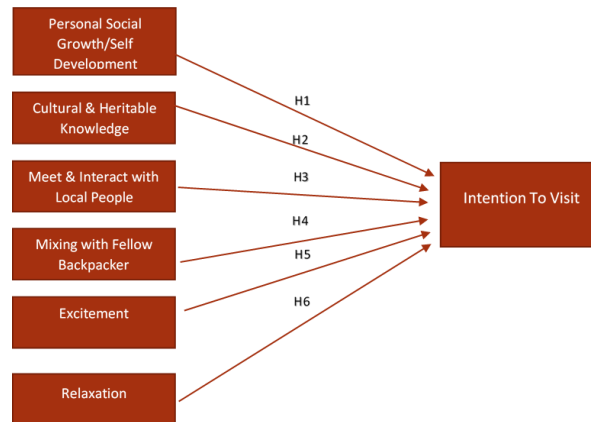 Personal Social
Growth/Self
Development
H1
Cultural & Heritable
Knowledge
H2
Meet & Interact with
Local People
H3
Intention To Visit
Mixing with Fellow
Backpacker
H4
H5
Excitement
H6
Relaxation